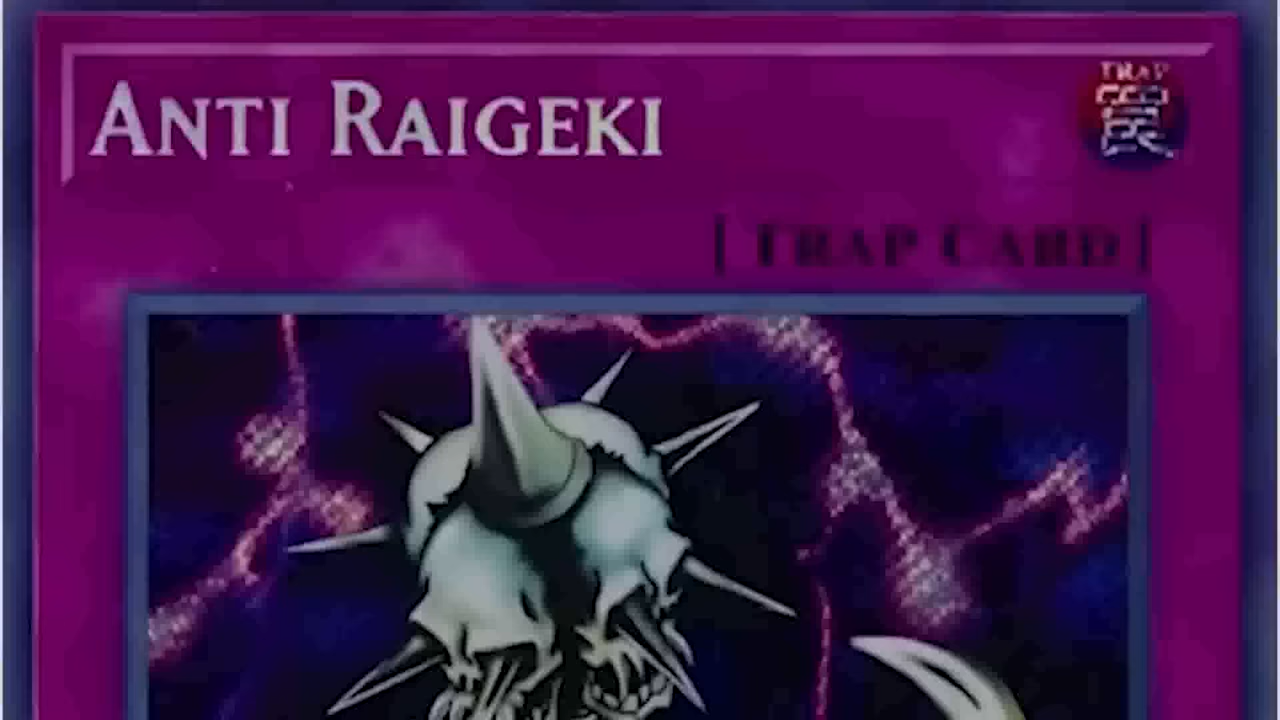 ANTI RAIGEKI
TRAP
罠
[ TRAP CARD ]